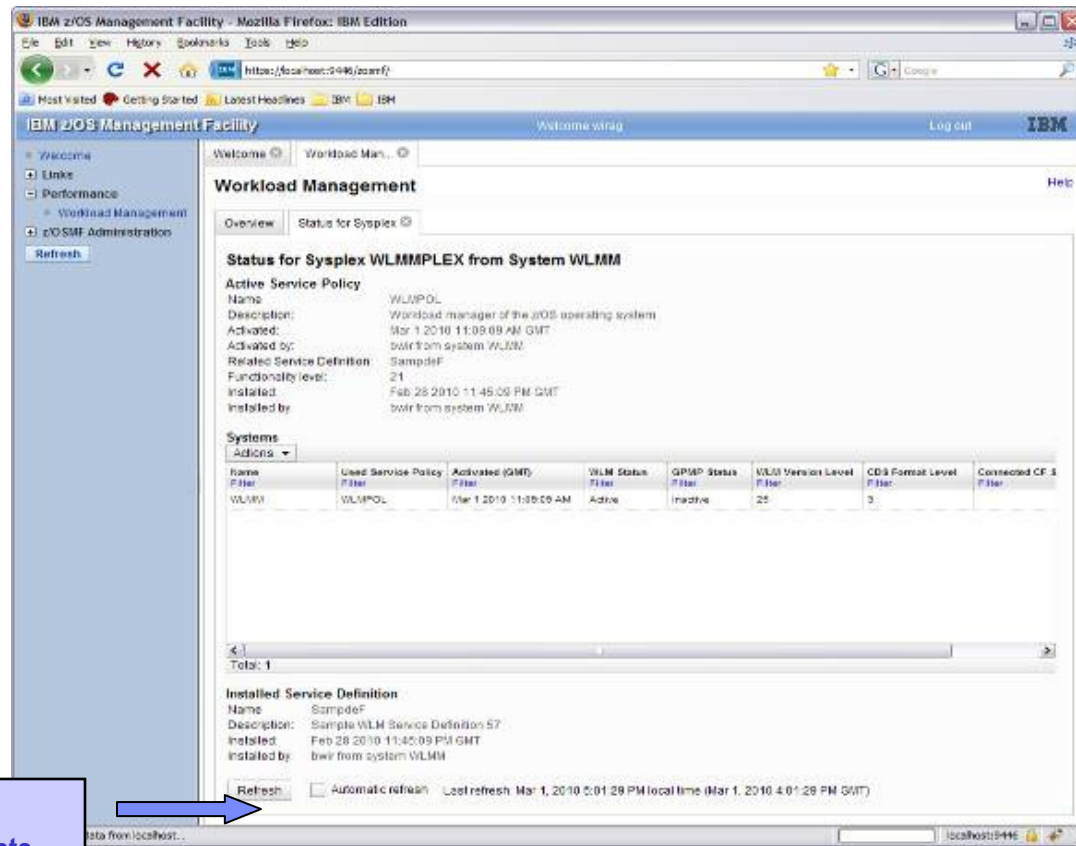 IBM z/OS Management Facility - Mozilla Firefox: IBM Edition
File Edit View History Bookmarks Tools Help
https://localhost:9446/zosmf/
Google
Most Visited Getting Started Latest Headlines IBM IBM
IBM z/OS Management Facility Welcome wirag Log out IBM
Welcome
Links
Performance
Workload Management
z/OSMF Administration
Refresh
Welcome Workload Man...
Workload Management Help
Overview Status for Sysplex
Status for Sysplex WLMMPLEX from System WLMM
Active Service Policy
Name WLMPOL
Description: Workload manager of the z/OS operating system
Activated: Mar 1 2010 11:09:09 AM GMT
Activated by: bwir from system WLMM
Related Service Definition: SampdeF
Functionality level: 21
Installed: Feb 28 2010 11:45:09 PM GMT
Installed by: bwir from system WLMM
Systems
Actions
Name Used Service Policy Activated (GMT) WLM Status GPMP Status WLM Version Level CDS Format Level Connected CF S
Filter Filter Filter Filter Filter Filter Filter Filter
WLMM WLMPOL Mar 1 2010 11:09:09 AM Active Inactive 25 3
Total: 1
Installed Service Definition
Name SampdeF
Description: Sample WLM Service Definition 57
Installed: Feb 28 2010 11:45:09 PM GMT
Installed by: bwir from system WLMM
Refresh Automatic refresh Last refresh: Mar 1, 2010 5:01:29 PM local time (Mar 1, 2010 4:01:29 PM GMT)
data from localhost...
localhost:9446